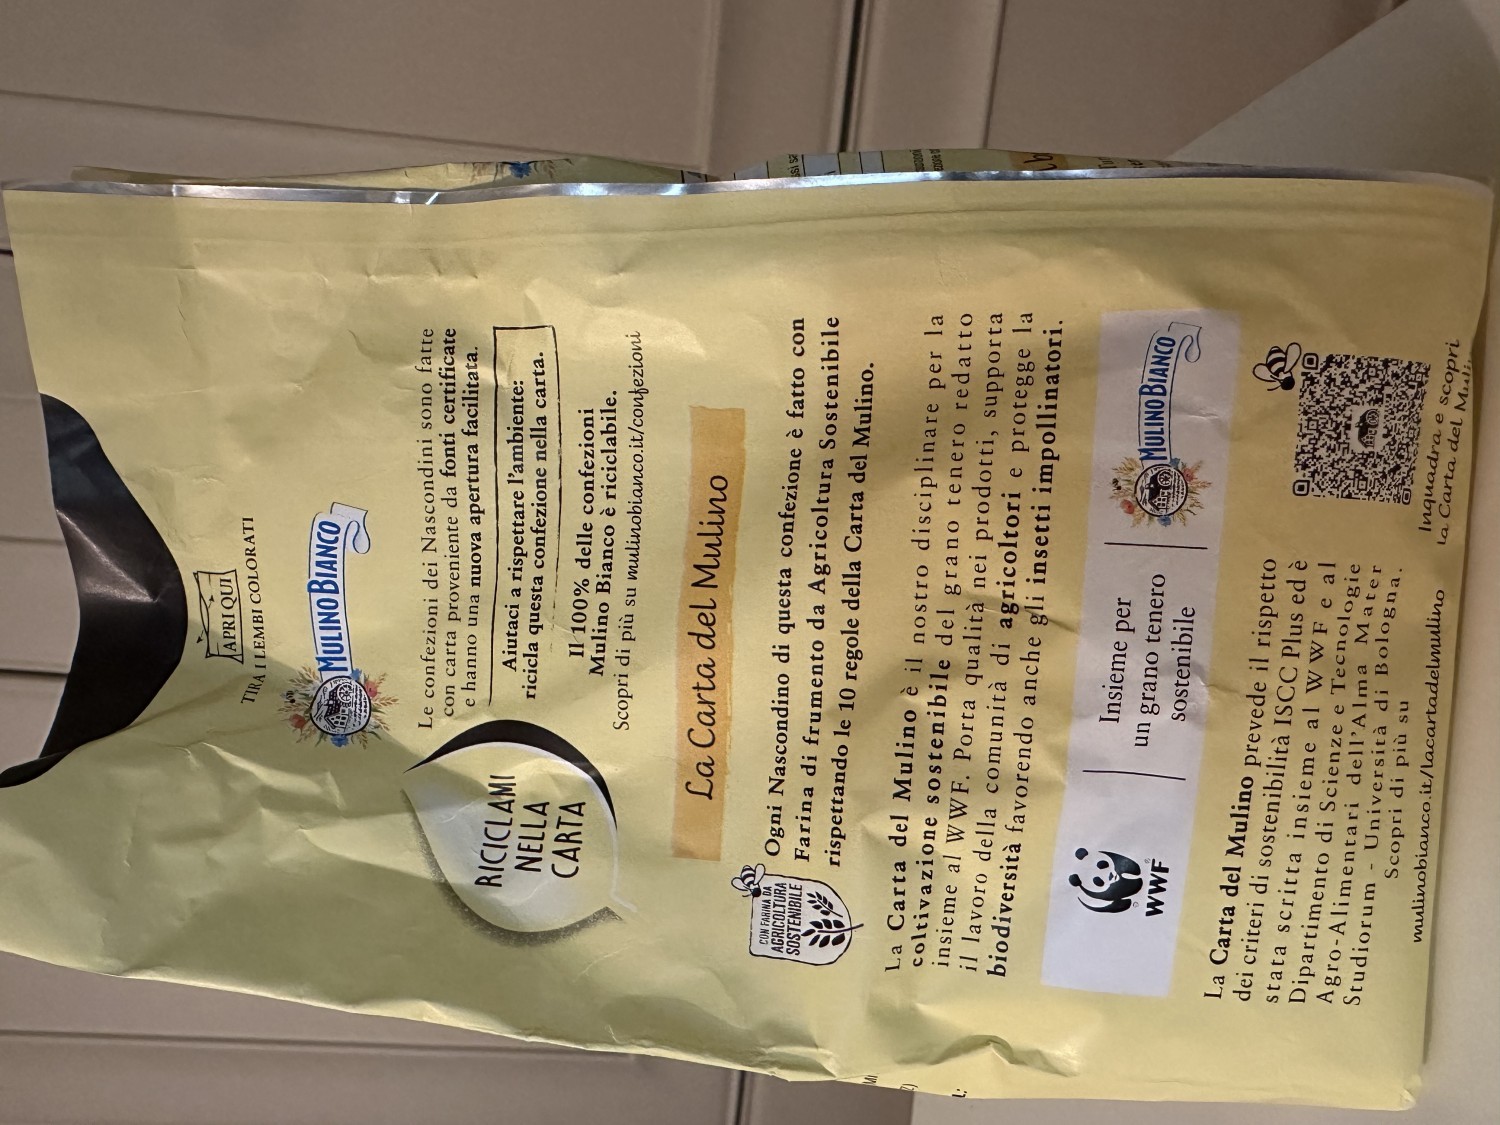 APRI QUI
TIRA I LEMBI COLORATI
MULINO BIANCO
Le confezioni dei Nascondini sono fatte
con carta proveniente da fonti certificate
e hanno una nuova apertura facilitata.
Aiutaci a rispettare l'ambiente:
ricicla questa confezione nella carta.
Il 100% delle confezioni
Mulino Bianco è riciclabile.
Scopri di più su mulinobianco.it/confezioni
RICICLAMI
NELLA
CARTA
La Carta del Mulino
CON FARINA DA
AGRICOLTURA
SOSTENIBILE
Ogni Nascondino di questa confezione è fatto con
Farina di frumento da Agricoltura Sostenibile
rispettando le 10 regole della Carta del Mulino.
La Carta del Mulino è il nostro disciplinare per la
coltivazione sostenibile del grano tenero redatto
insieme al WWF. Porta qualità nei prodotti, supporta
il lavoro della comunità di agricoltori e protegge la
biodiversità favorendo anche gli insetti impollinatori.
WWF
Insieme per
un grano tenero
sostenibile
MULINO BIANCO
La Carta del Mulino prevede il rispetto
dei criteri di sostenibilità ISCC Plus ed è
stata scritta insieme al WWF e al
Dipartimento di Scienze e Tecnologie
Agro-Alimentari dell'Alma Mater
Studiorum - Università di Bologna.
Scopri di più su
mulinobianco.it/lacartadelmulino
Inquadra e scopri
la Carta del